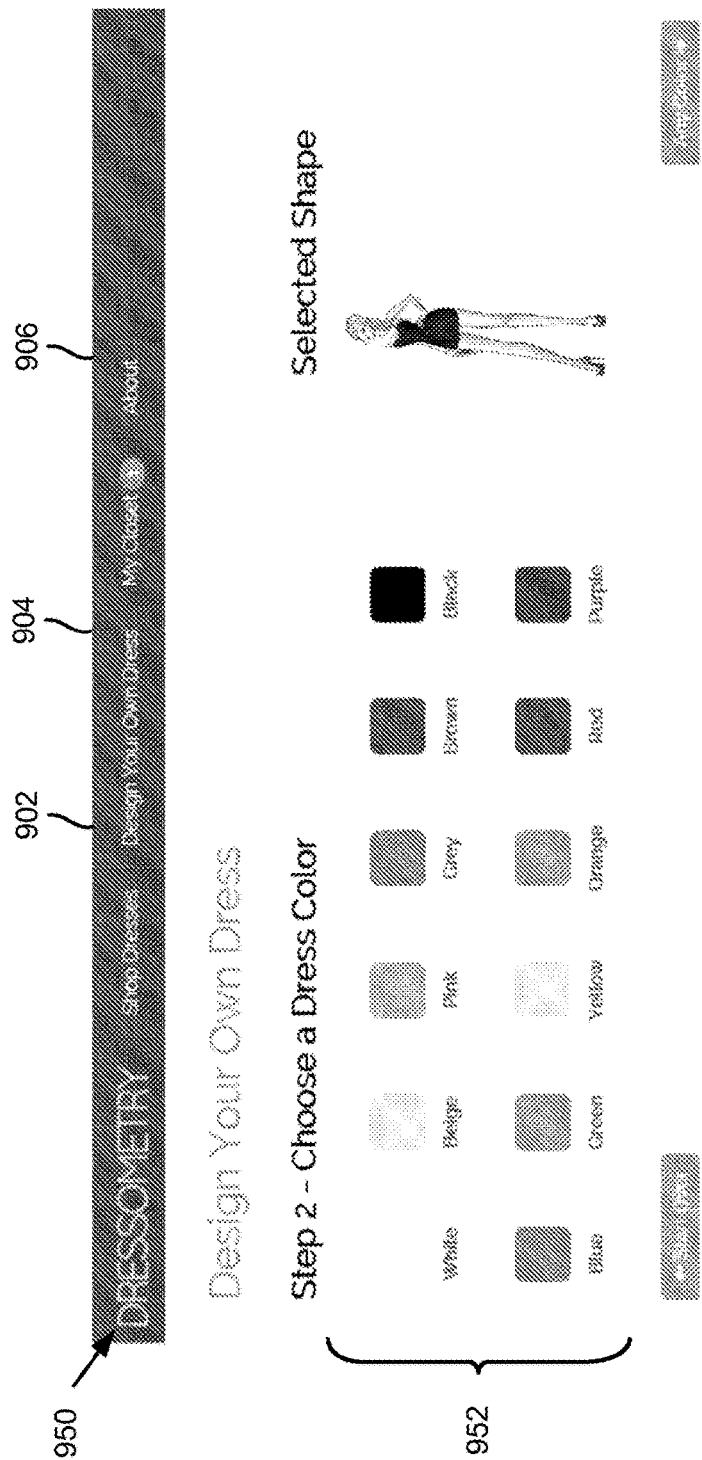 902 904 906
950
DRESSOMETRY Shop Dresses Design Your Own Dress My Closet About
Design Your Own Dress
Step 2 - Choose a Dress Color
Selected Shape
White Beige Pink Grey Brown Black
Blue Green Yellow Orange Red Purple
952